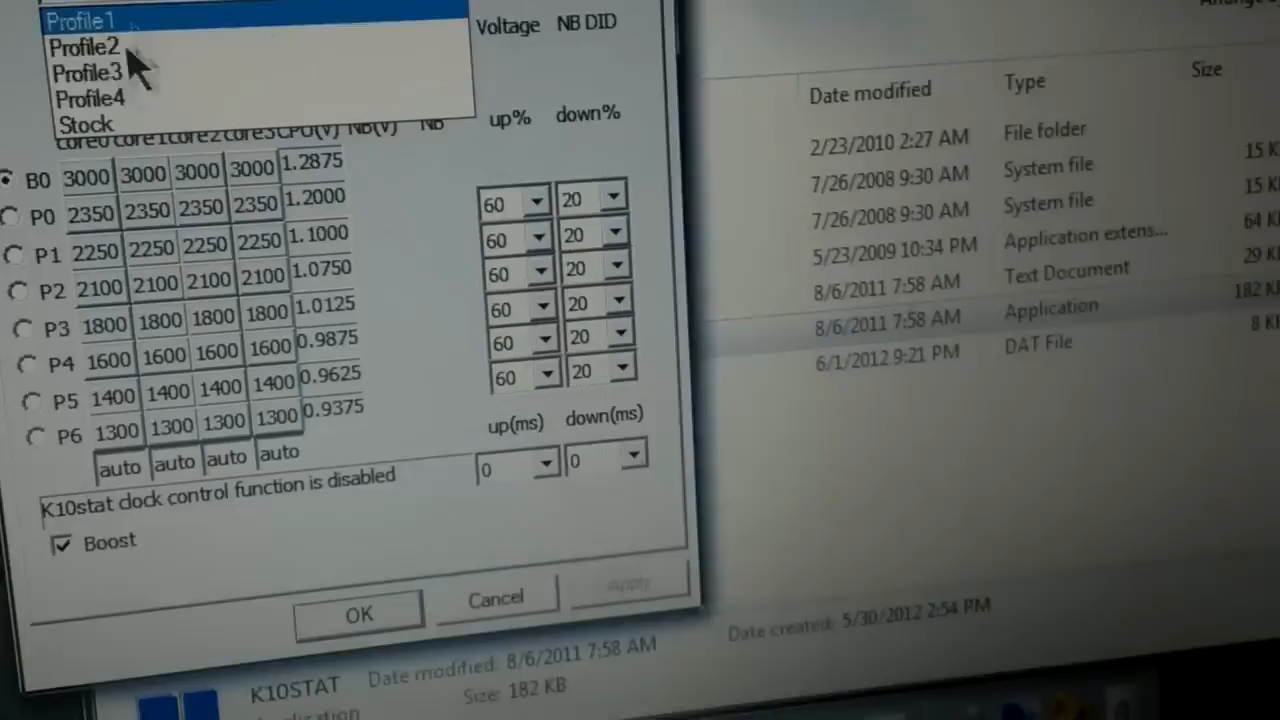 Profile1
Profile2
Profile3
Profile4
Stock
Voltage NB DID
up% down%
core0 core1 core2 core3 CPU(V) NB(V) NB
B0 3000 3000 3000 3000 1.2875
P0 2350 2350 2350 2350 1.2000 60 20
P1 2250 2250 2250 2250 1.1000 60 20
P2 2100 2100 2100 2100 1.0750 60 20
P3 1800 1800 1800 1800 1.0125 60 20
P4 1600 1600 1600 1600 0.9875 60 20
P5 1400 1400 1400 1400 0.9625 60 20
P6 1300 1300 1300 1300 0.9375
up(ms) down(ms)
auto auto auto auto 0 0
K10stat clock control function is disabled
Boost
OK Cancel Apply
Date modified Type Size
2/23/2010 2:27 AM File folder
7/26/2008 9:30 AM System file 15 K
7/26/2008 9:30 AM System file 15 K
5/23/2009 10:34 PM Application extens... 64 K
8/6/2011 7:58 AM Text Document 29 K
8/6/2011 7:58 AM Application 182 K
6/1/2012 9:21 PM DAT File 8 K
K10STAT Date modified: 8/6/2011 7:58 AM Date created: 5/30/2012 2:54 PM
Application Size: 182 KB